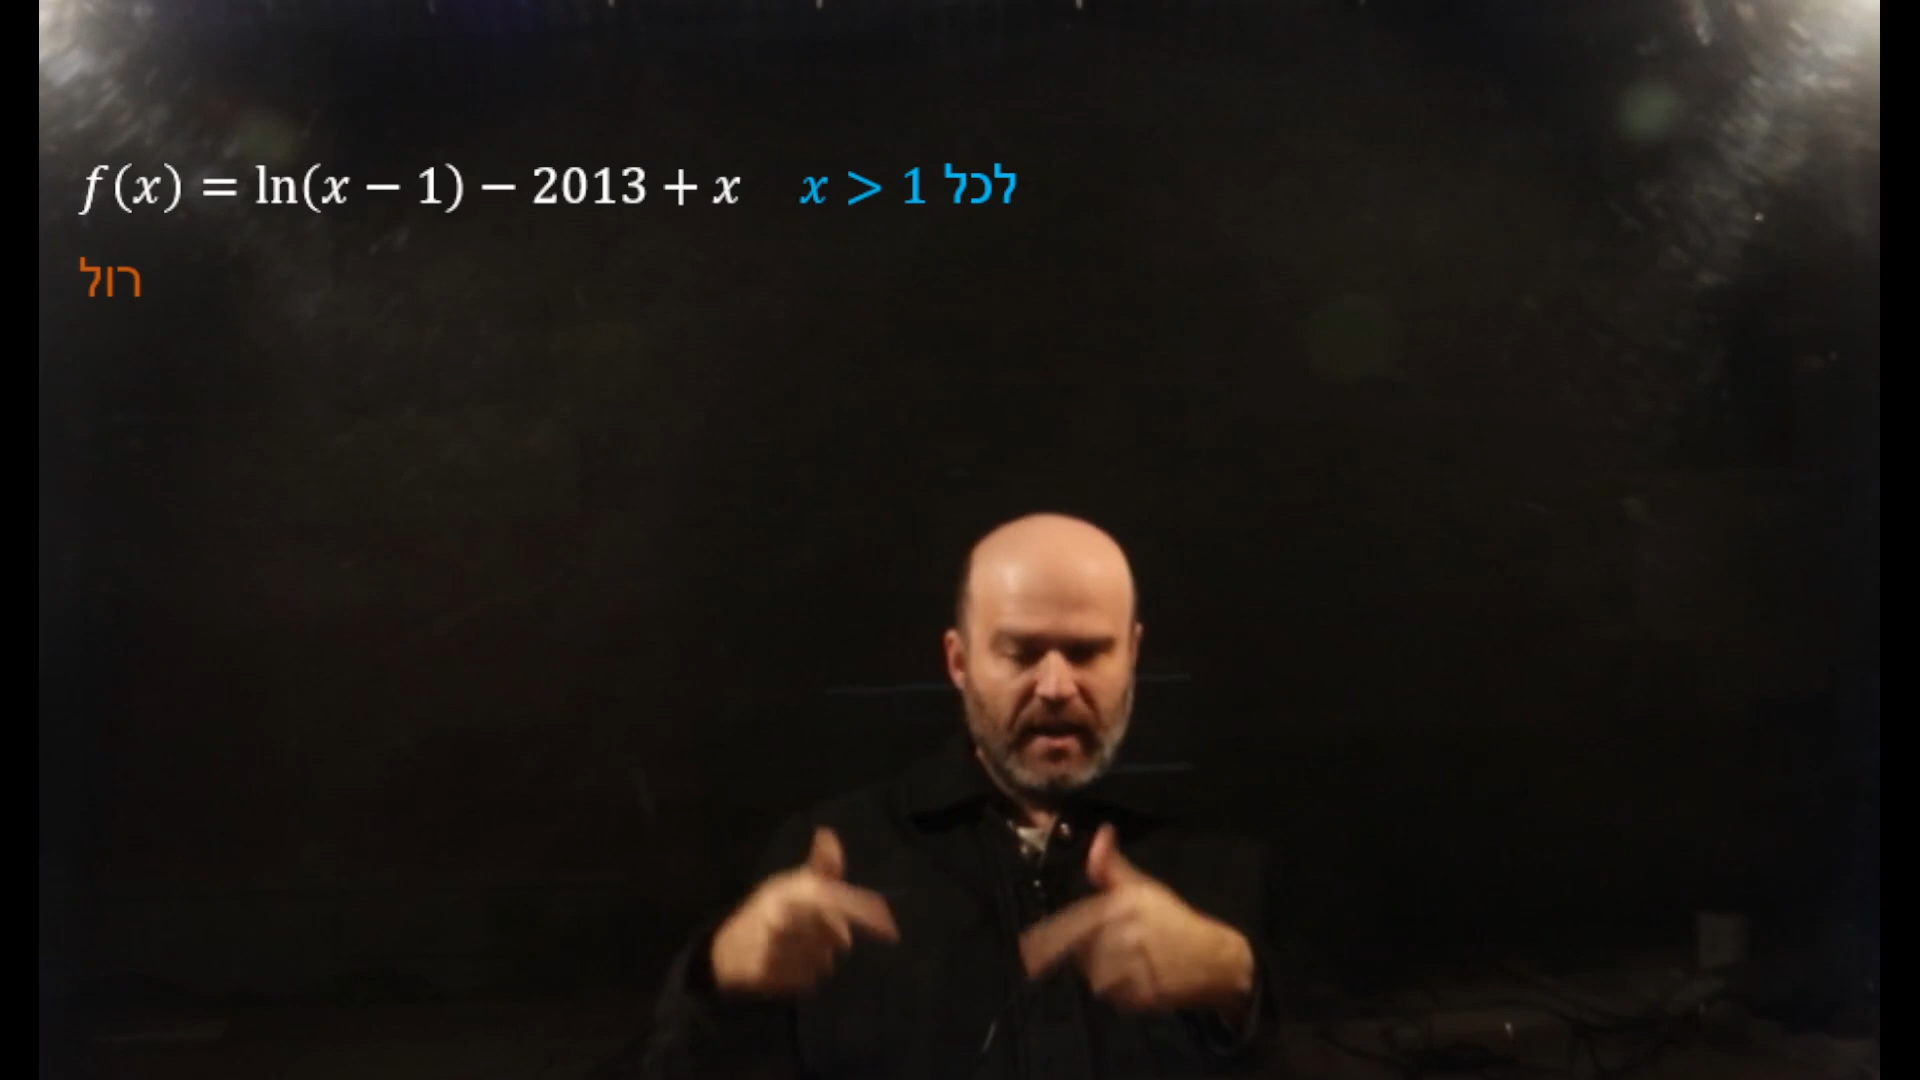 f(x) = ln(x − 1) − 2013 + x    x > 1 לכל
רול